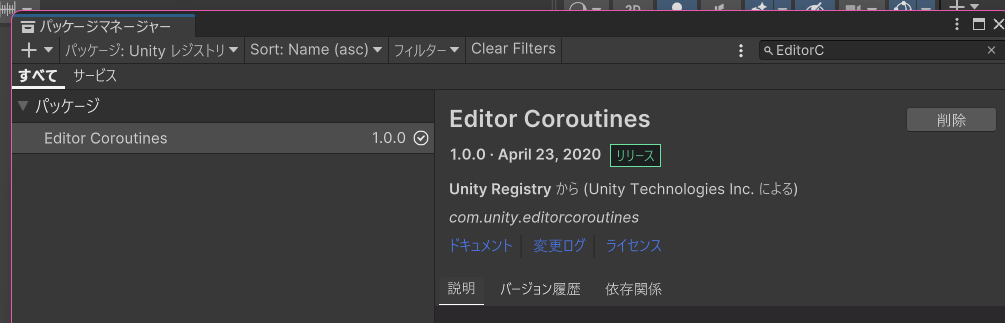 2D
パッケージマネージャー
パッケージ: Unity レジストリ Sort: Name (asc) フィルター Clear Filters EditorC
すべて サービス
パッケージ
Editor Coroutines 1.0.0
Editor Coroutines 削除
1.0.0 · April 23, 2020 リリース
Unity Registry から (Unity Technologies Inc. による)
com.unity.editorcoroutines
ドキュメント 変更ログ ライセンス
説明 バージョン履歴 依存関係